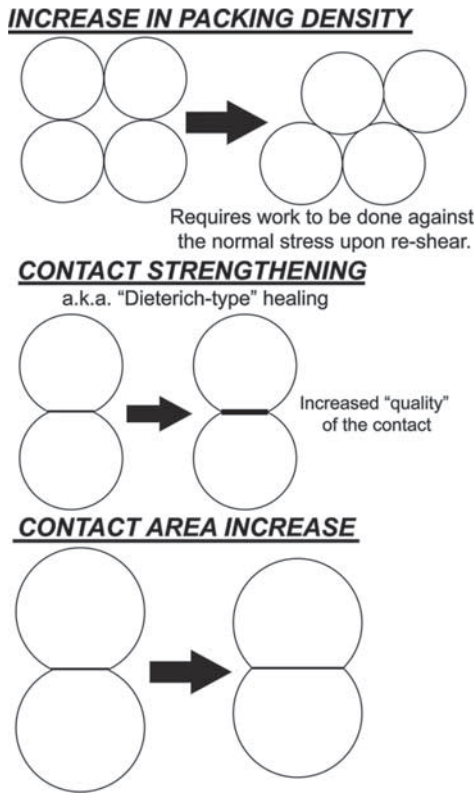 INCREASE IN PACKING DENSITY
Requires work to be done against
the normal stress upon re-shear.
CONTACT STRENGTHENING
a.k.a. “Dieterich-type” healing
Increased “quality”
of the contact
CONTACT AREA INCREASE